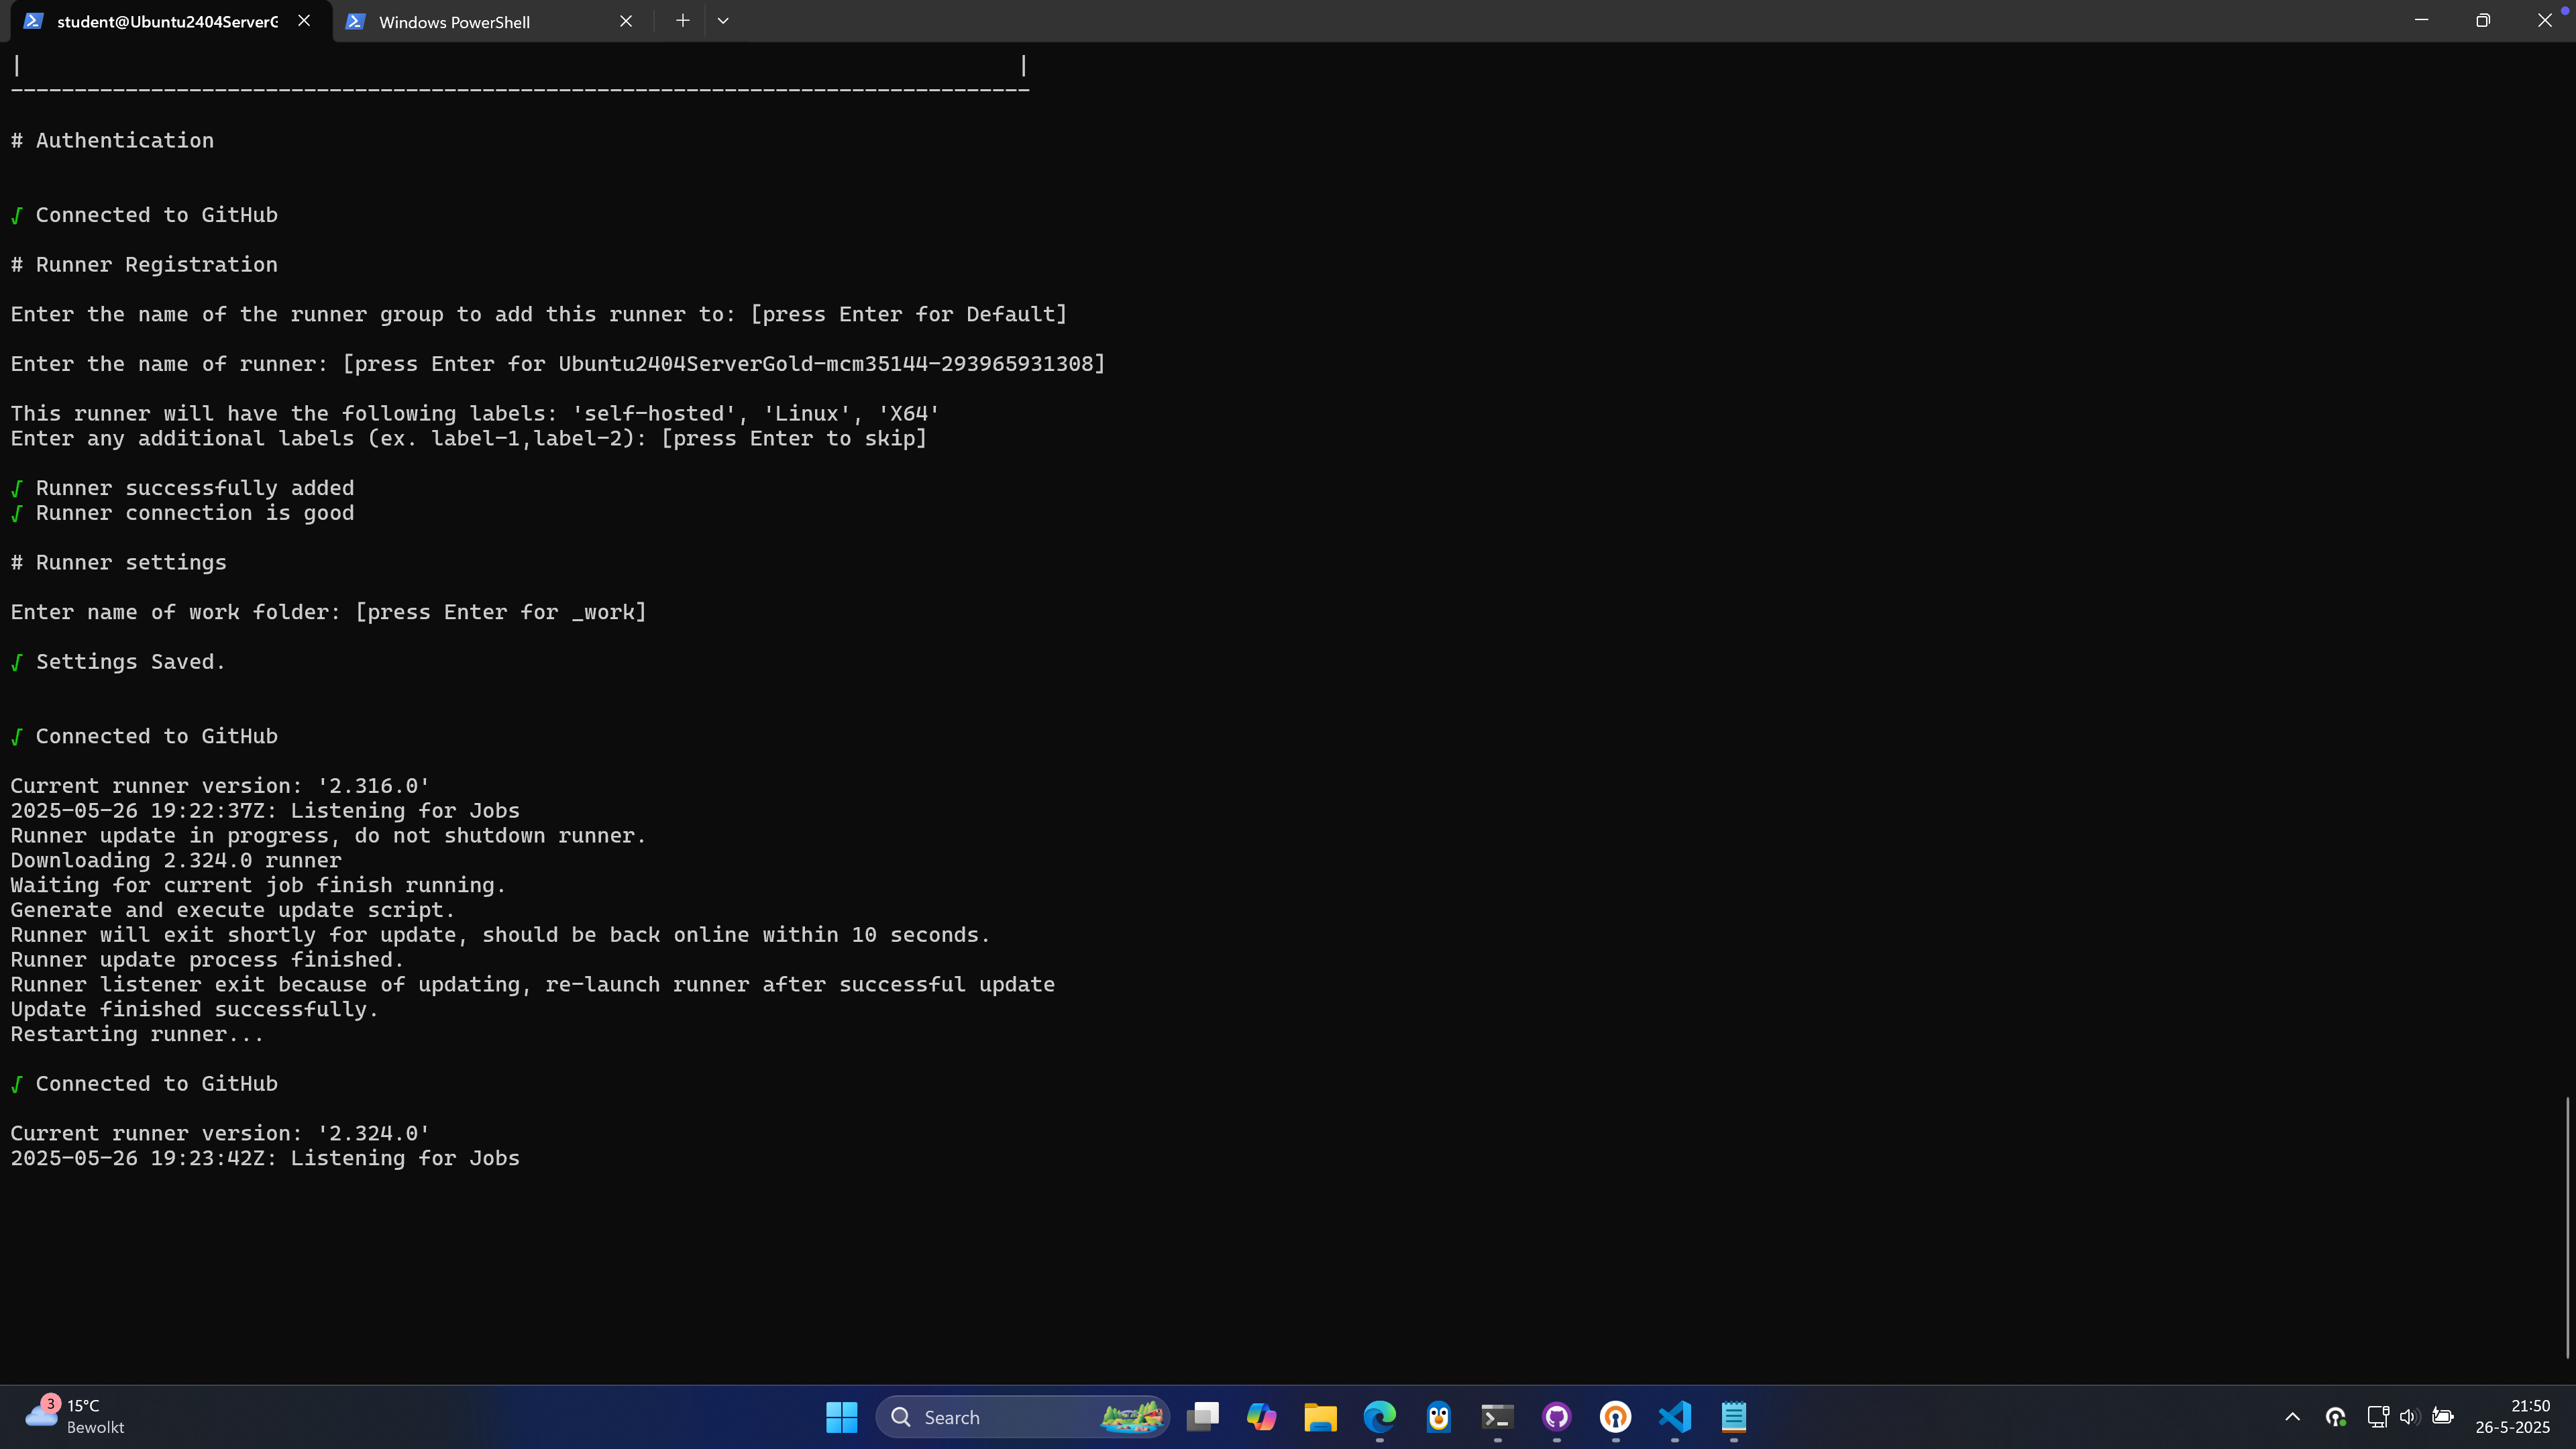 student@Ubuntu2404ServerG
Windows PowerShell
|                                                                               |
--------------------------------------------------------------------------------
# Authentication
√ Connected to GitHub
# Runner Registration
Enter the name of the runner group to add this runner to: [press Enter for Default]
Enter the name of runner: [press Enter for Ubuntu2404ServerGold-mcm35144-293965931308]
This runner will have the following labels: 'self-hosted', 'Linux', 'X64'
Enter any additional labels (ex. label-1,label-2): [press Enter to skip]
√ Runner successfully added
√ Runner connection is good
# Runner settings
Enter name of work folder: [press Enter for _work]
√ Settings Saved.
√ Connected to GitHub
Current runner version: '2.316.0'
2025-05-26 19:22:37Z: Listening for Jobs
Runner update in progress, do not shutdown runner.
Downloading 2.324.0 runner
Waiting for current job finish running.
Generate and execute update script.
Runner will exit shortly for update, should be back online within 10 seconds.
Runner update process finished.
Runner listener exit because of updating, re-launch runner after successful update
Update finished successfully.
Restarting runner...
√ Connected to GitHub
Current runner version: '2.324.0'
2025-05-26 19:23:42Z: Listening for Jobs
3
15°C
Bewolkt
Search
21:50
26-5-2025